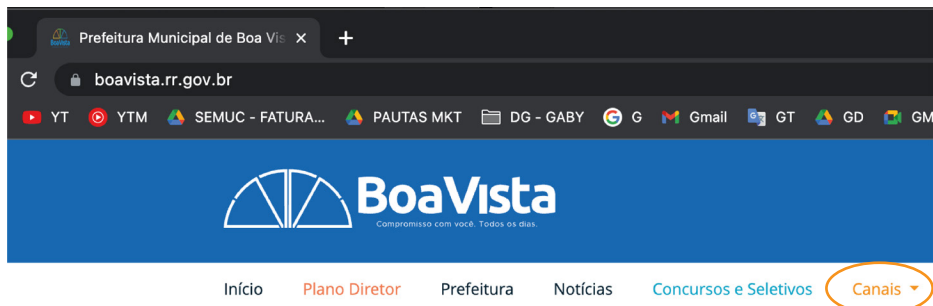 Prefeitura Municipal de Boa Vis
boavista.rr.gov.br
YT YTM SEMUC - FATURA... PAUTAS MKT DG - GABY G Gmail GT GD GM
BoaVista
Compromisso com você. Todos os dias.
Início Plano Diretor Prefeitura Notícias Concursos e Seletivos Canais